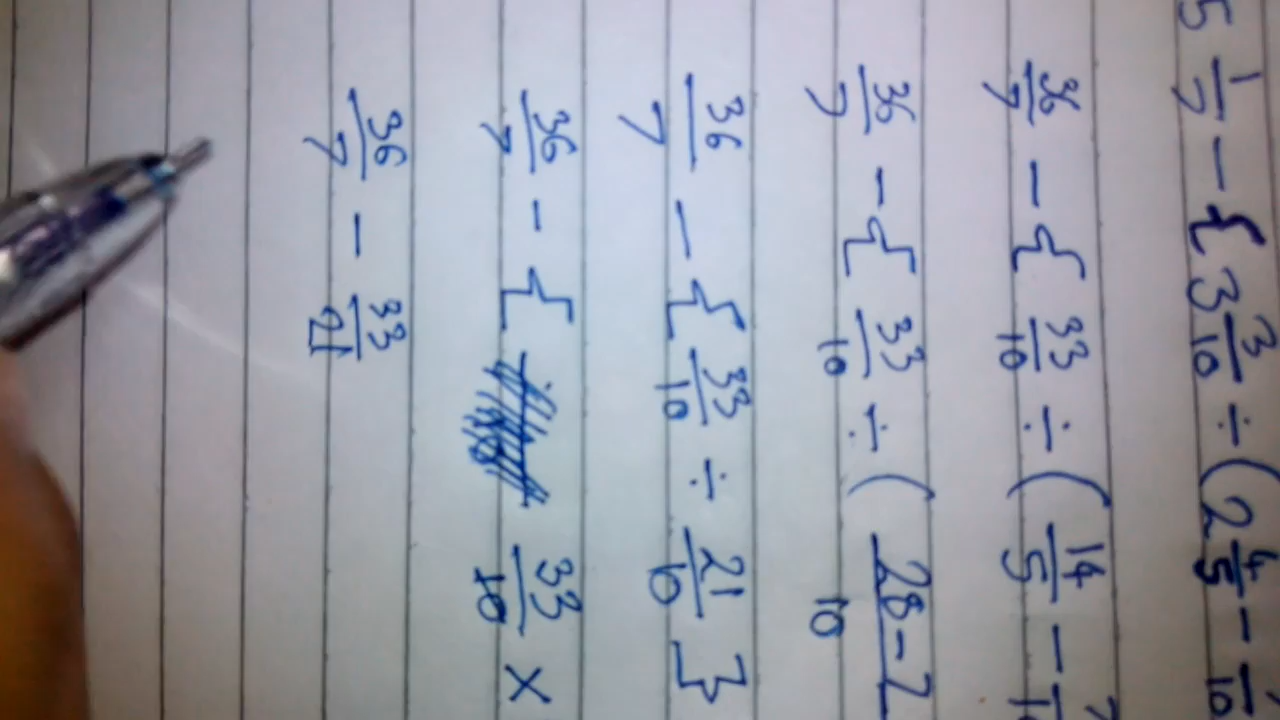 5 1/7 - { 3 3/10 ÷ ( 2 4/5 - 7/10
36/7 - { 33/10 ÷ ( 14/5 - 7/1
36/7 - { 33/10 ÷ ( 28-7/10
36/7 - { 33/10 ÷ 21/10 }
36/7 - { 33/10 ×
36/7 - 33/21